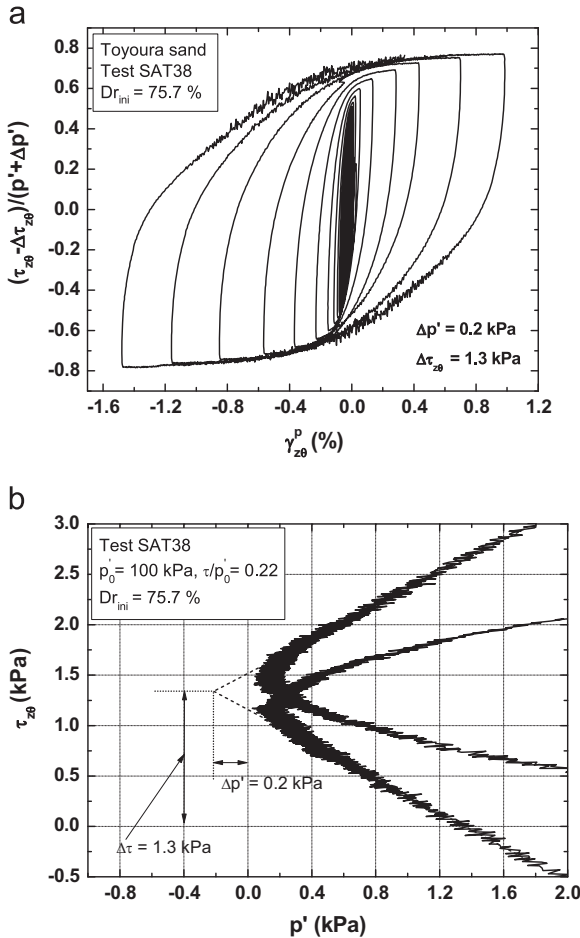 a
Toyoura sand
Test SAT38
Dr_ini = 75.7 %
0.8
0.6
0.4
0.2
0.0
-0.2
-0.4
-0.6
-0.8
(τ_zθ-Δτ_zθ)/(p'+Δp')
Δp' = 0.2 kPa
Δτ_zθ = 1.3 kPa
-1.6 -1.2 -0.8 -0.4 0.0 0.4 0.8 1.2
γ^p_zθ (%)
b
Test SAT38
p'_0= 100 kPa, τ/p'_0= 0.22
Dr_ini = 75.7 %
3.0
2.5
2.0
1.5
1.0
0.5
0.0
-0.5
τ_zθ (kPa)
Δp' = 0.2 kPa
Δτ = 1.3 kPa
-0.8 -0.4 0.0 0.4 0.8 1.2 1.6 2.0
p' (kPa)